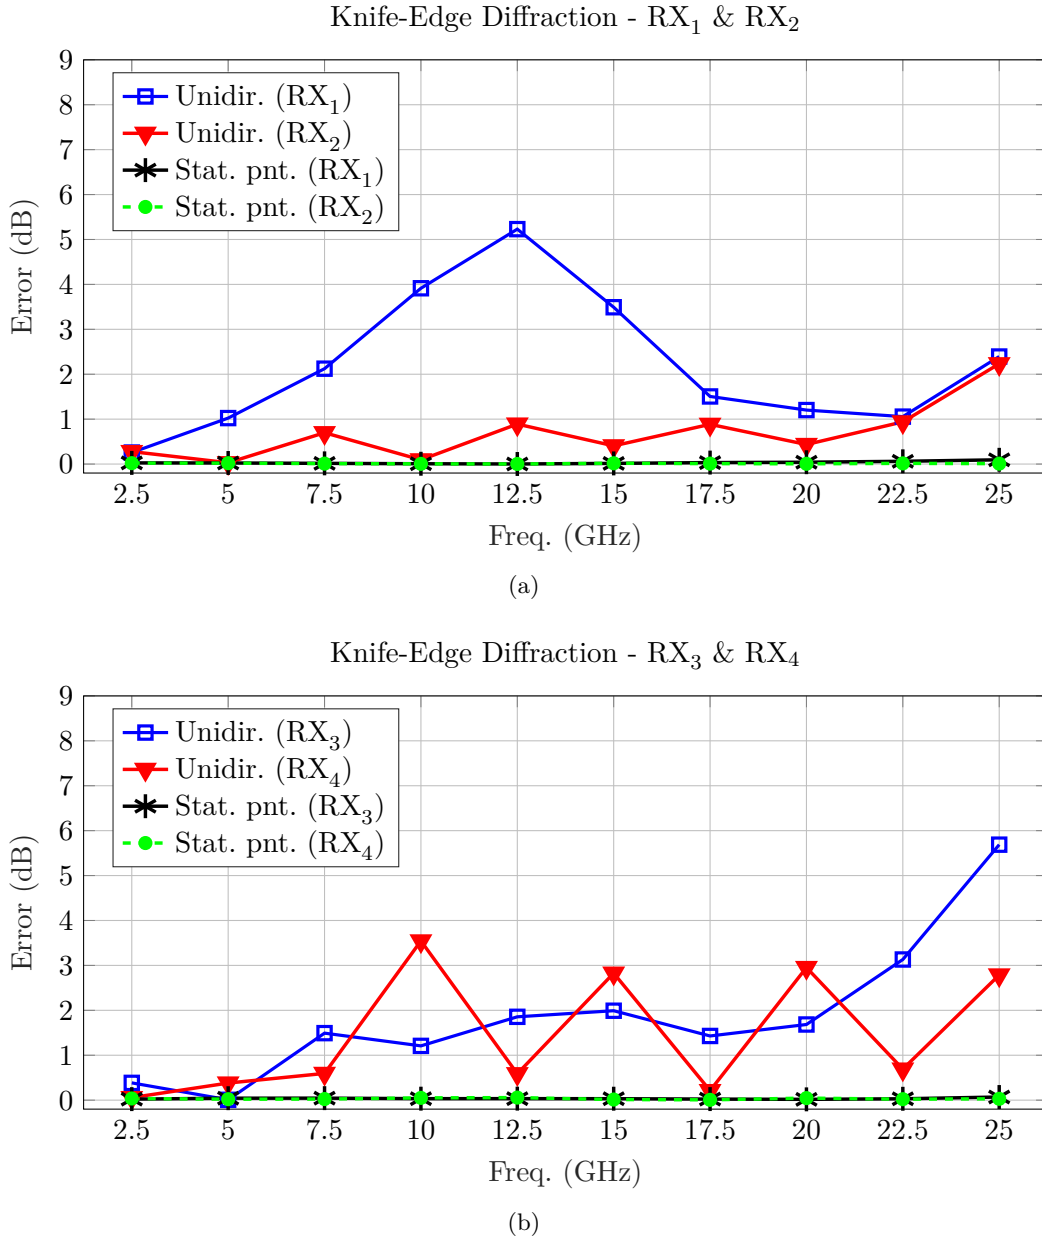 Knife-Edge Diffraction - RX₁ & RX₂
9
8
7
6
5
4
3
2
1
0
Error (dB)
Unidir. (RX₁)
Unidir. (RX₂)
Stat. pnt. (RX₁)
Stat. pnt. (RX₂)
2.5 5 7.5 10 12.5 15 17.5 20 22.5 25
Freq. (GHz)
(a)
Knife-Edge Diffraction - RX₃ & RX₄
9
8
7
6
5
4
3
2
1
0
Error (dB)
Unidir. (RX₃)
Unidir. (RX₄)
Stat. pnt. (RX₃)
Stat. pnt. (RX₄)
2.5 5 7.5 10 12.5 15 17.5 20 22.5 25
Freq. (GHz)
(b)